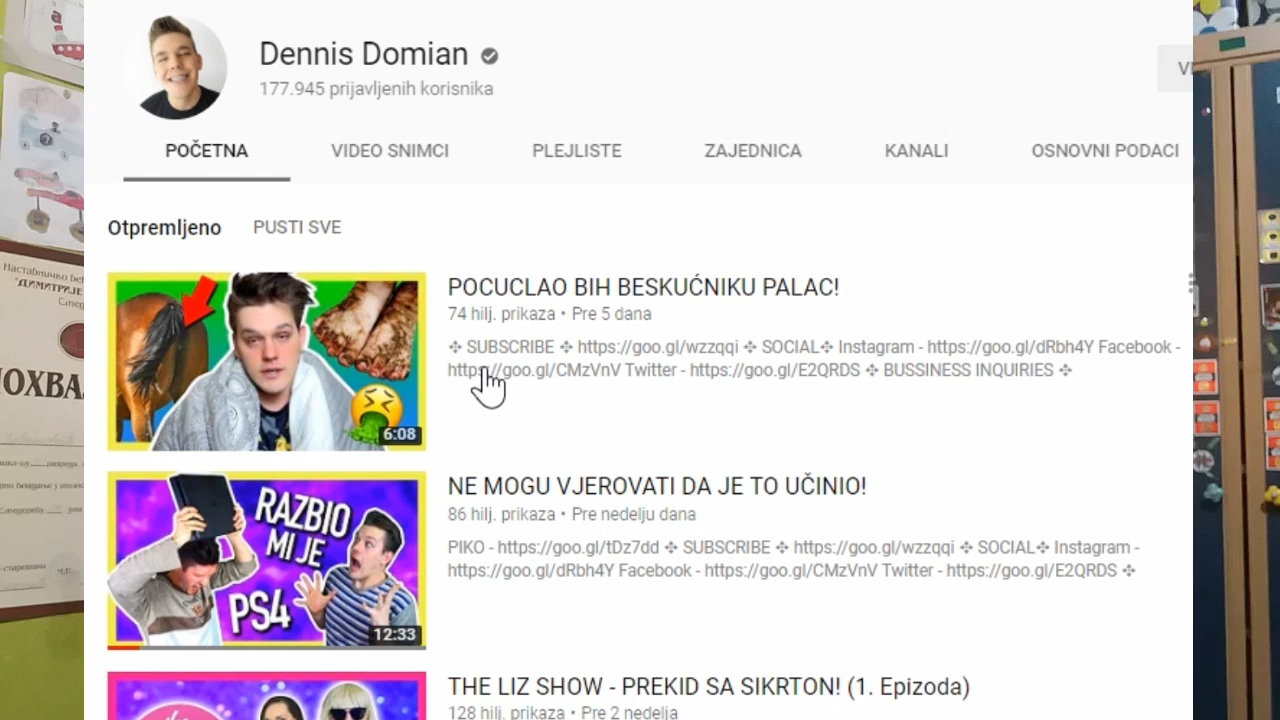 Dennis Domian
177.945 prijavljenih korisnika
POČETNA
VIDEO SNIMCI
PLEJLISTE
ZAJEDNICA
KANALI
OSNOVNI PODACI
Otpremljeno
PUSTI SVE
POCUCLAO BIH BESKUĆNIKU PALAC!
74 hilj. prikaza • Pre 5 dana
✣ SUBSCRIBE ✣ https://goo.gl/wzzqqi ✣ SOCIAL✣ Instagram - https://goo.gl/dRbh4Y Facebook -
https://goo.gl/CMzVnV Twitter - https://goo.gl/E2QRDS ✣ BUSSINESS INQUIRIES ✣
6:08
NE MOGU VJEROVATI DA JE TO UČINIO!
86 hilj. prikaza • Pre nedelju dana
PIKO - https://goo.gl/tDz7dd ✣ SUBSCRIBE ✣ https://goo.gl/wzzqqi ✣ SOCIAL✣ Instagram -
https://goo.gl/dRbh4Y Facebook - https://goo.gl/CMzVnV Twitter - https://goo.gl/E2QRDS ✣
RAZBIO
MI JE
PS4
12:33
THE LIZ SHOW - PREKID SA SIKRTON! (1. Epizoda)
128 hilj. prikaza • Pre 2 nedelja
Наставничко
"ДИМИТРИЈЕ